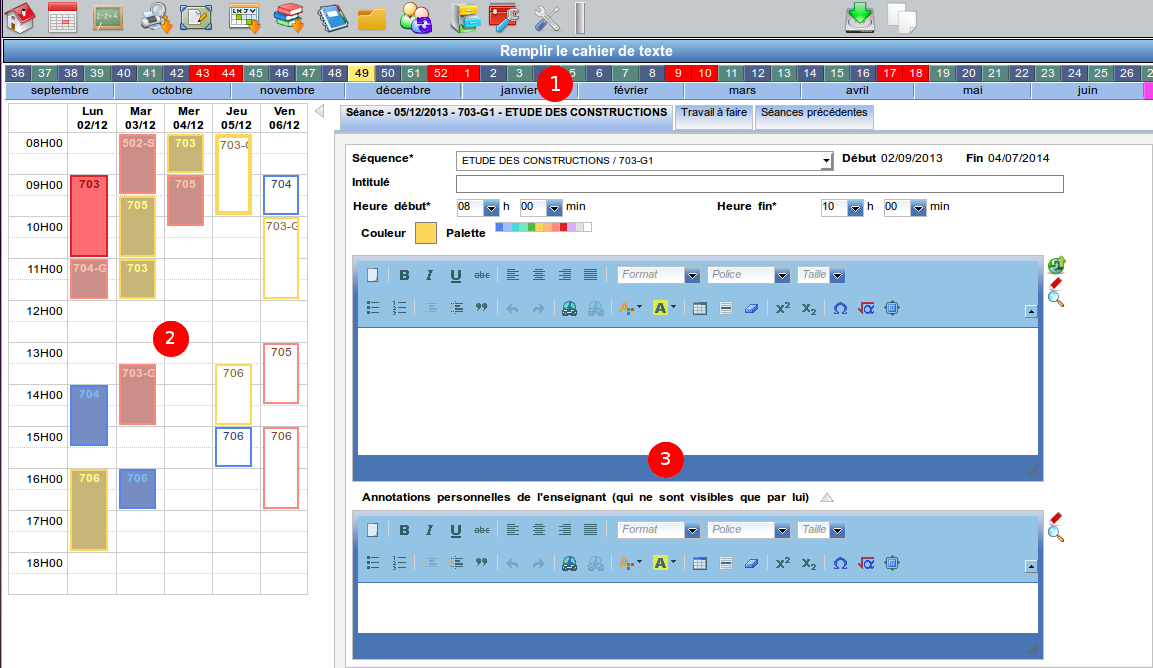 Remplir le cahier de texte
36 37 38 39 40 41 42 43 44 45 46 47 48 49 50 51 52 1 2 3 5 6 7 8 9 10 11 12 13 14 15 16 17 18 19 20 21 22 23 24 25 26
septembre octobre novembre décembre janvier février mars avril mai juin
1
Lun Mar Mer Jeu Ven
02/12 03/12 04/12 05/12 06/12
08H00
09H00
10H00
11H00
12H00
13H00
14H00
15H00
16H00
17H00
18H00
703
704-G
704
706
502-S
705
703
703-G
706
703
705
703-G
706
706
704
703-G
705
706
2
Séance - 05/12/2013 - 703-G1 - ETUDE DES CONSTRUCTIONS Travail à faire Séances précédentes
Séquence* ETUDE DES CONSTRUCTIONS / 703-G1 Début 02/09/2013 Fin 04/07/2014
Intitulé
Heure début* 08 h 00 min Heure fin* 10 h 00 min
Couleur Palette
B I U abc Format Police Taille
A A x² x₂ Ω √α
3
Annotations personnelles de l'enseignant (qui ne sont visibles que par lui)
B I U abc Format Police Taille
A A x² x₂ Ω √α